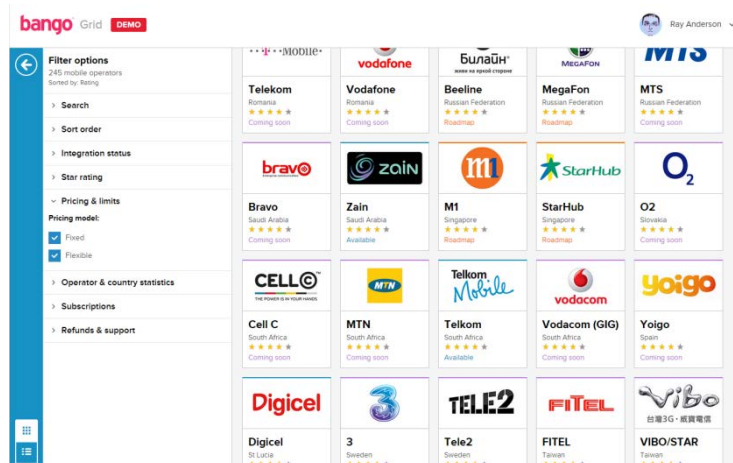 bango Grid DEMO
Ray Anderson
Filter options
245 mobile operators
Sorted by: Rating
Search
Sort order
Integration status
Star rating
Pricing & limits
Pricing model:
Fixed
Flexible
Operator & country statistics
Subscriptions
Refunds & support
T-Mobile
vodafone
Билайн
живи на яркой стороне
MEGAFON
МТС
Telekom
Romania
Coming soon
Vodafone
Romania
Coming soon
Beeline
Russian Federation
Roadmap
MegaFon
Russian Federation
Roadmap
MTS
Russian Federation
Coming soon
bravo
zain
m1
StarHub
O2
Bravo
Saudi Arabia
Coming soon
Zain
Saudi Arabia
Available
M1
Singapore
Roadmap
StarHub
Singapore
Roadmap
O2
Slovakia
Coming soon
CELL C
THE POWER IS IN YOUR HANDS.
MTN
Telkom
Mobile
vodacom
yoigo
Cell C
South Africa
Coming soon
MTN
South Africa
Coming soon
Telkom
South Africa
Available
Vodacom (GIG)
South Africa
Coming soon
Yoigo
Spain
Coming soon
Digicel
3
TELE2
FITEL
Vibo
台灣3G·威寶電信
Digicel
St Lucia
3
Sweden
Tele2
Sweden
FITEL
Taiwan
VIBO/STAR
Taiwan